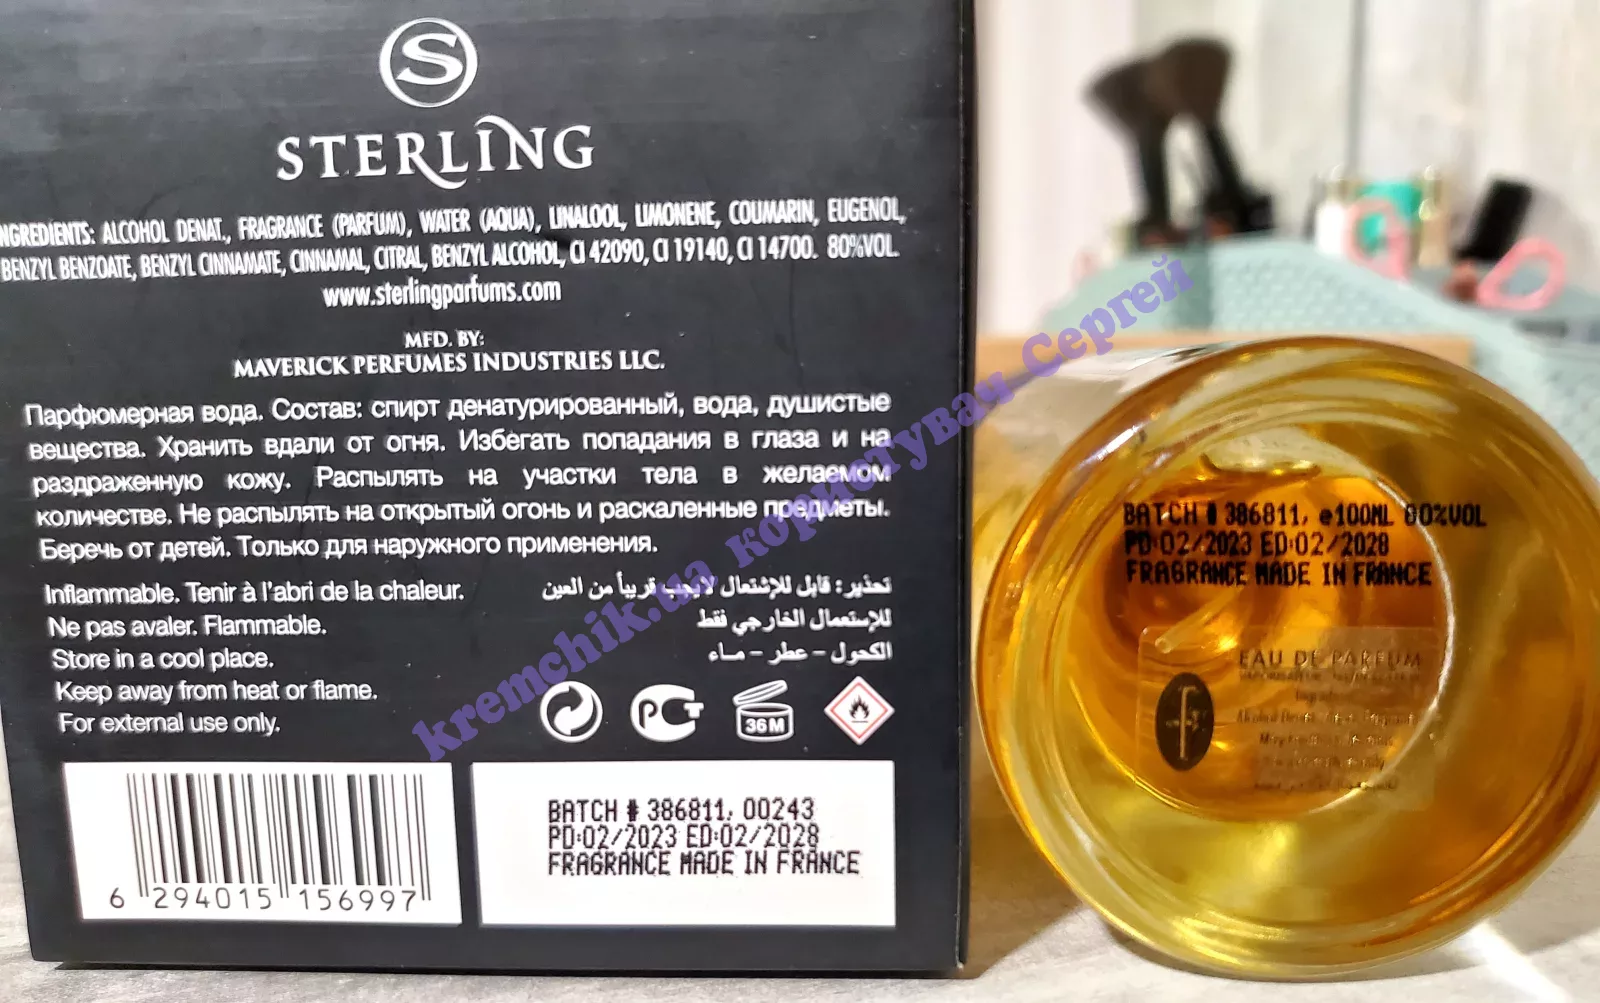 S
STERLING
NGREDIENTS: ALCOHOL DENAT., FRAGRANCE (PARFUM), WATER (AQUA), LINALOOL, LIMONENE, COUMARIN, EUGENOL,
BENZYL BENZOATE, BENZYL CINNAMATE, CINNAMAL, CITRAL, BENZYL ALCOHOL, CI 42090, CI 19140, CI 14700. 80%VOL.
www.sterlingparfums.com
MFD. BY:
MAVERICK PERFUMES INDUSTRIES LLC.
Парфюмерная вода. Состав: спирт денатурированный, вода, душистые
вещества. Хранить вдали от огня. Избегать попадания в глаза и на
раздраженную кожу. Распылять на участки тела в желаемом
количестве. Не распылять на открытый огонь и раскаленные предметы.
Беречь от детей. Только для наружного применения.
Inflammable. Tenir à l'abri de la chaleur.
Ne pas avaler. Flammable.
Store in a cool place.
Keep away from heat or flame.
For external use only.
تحذير: قابل للإشتعال لايجب قريباً من العين
للإستعمال الخارجي فقط
الكحول - عطر - مـاء
36M
6 294015 156997
BATCH # 386811, 00243
PD:02/2023 ED:02/2028
FRAGRANCE MADE IN FRANCE
BATCH # 386811, e100ML 80%VOL
PD:02/2023 ED:02/2028
FRAGRANCE MADE IN FRANCE
EAU DE PARFUM
f
kremchik.ua користувач Сергей